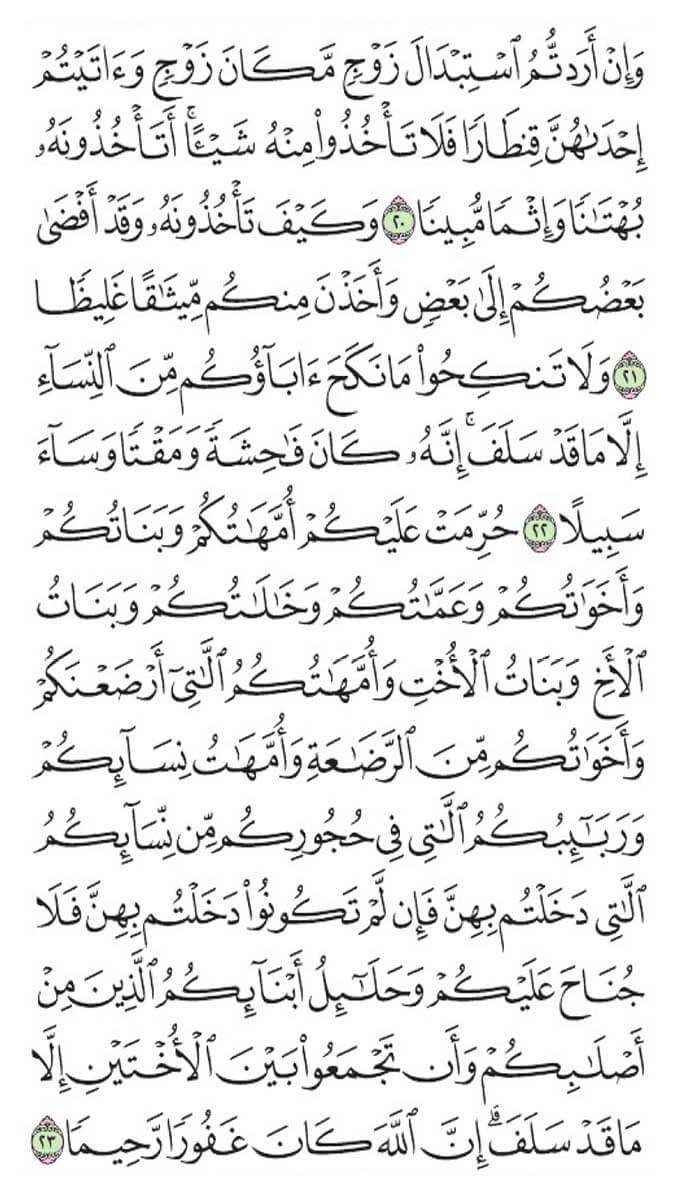 وَإِنْ أَرَدتُّمُ ٱسْتِبْدَالَ زَوْجٍ مَّكَانَ زَوْجٍ وَءَاتَيْتُمْ
إِحْدَىٰهُنَّ قِنطَارًا فَلَا تَأْخُذُوا۟ مِنْهُ شَيْـًٔا ۚ أَتَأْخُذُونَهُۥ
بُهْتَـٰنًا وَإِثْمًا مُّبِينًا ٢٠ وَكَيْفَ تَأْخُذُونَهُۥ وَقَدْ أَفْضَىٰ
بَعْضُكُمْ إِلَىٰ بَعْضٍ وَأَخَذْنَ مِنكُم مِّيثَـٰقًا غَلِيظًا
٢١ وَلَا تَنكِحُوا۟ مَا نَكَحَ ءَابَآؤُكُم مِّنَ ٱلنِّسَآءِ
إِلَّا مَا قَدْ سَلَفَ ۚ إِنَّهُۥ كَانَ فَـٰحِشَةً وَمَقْتًا وَسَآءَ
سَبِيلًا ٢٢ حُرِّمَتْ عَلَيْكُمْ أُمَّهَـٰتُكُمْ وَبَنَاتُكُمْ
وَأَخَوَٰتُكُمْ وَعَمَّـٰتُكُمْ وَخَـٰلَـٰتُكُمْ وَبَنَاتُ
ٱلْأَخِ وَبَنَاتُ ٱلْأُخْتِ وَأُمَّهَـٰتُكُمُ ٱلَّـٰتِىٓ أَرْضَعْنَكُمْ
وَأَخَوَٰتُكُم مِّنَ ٱلرَّضَـٰعَةِ وَأُمَّهَـٰتُ نِسَآئِكُمْ
وَرَبَـٰٓئِبُكُمُ ٱلَّـٰتِى فِى حُجُورِكُم مِّن نِّسَآئِكُمُ
ٱلَّـٰتِى دَخَلْتُم بِهِنَّ فَإِن لَّمْ تَكُونُوا۟ دَخَلْتُم بِهِنَّ فَلَا
جُنَاحَ عَلَيْكُمْ وَحَلَـٰٓئِلُ أَبْنَآئِكُمُ ٱلَّذِينَ مِنْ
أَصْلَـٰبِكُمْ وَأَن تَجْمَعُوا۟ بَيْنَ ٱلْأُخْتَيْنِ إِلَّا
مَا قَدْ سَلَفَ ۗ إِنَّ ٱللَّهَ كَانَ غَفُورًا رَّحِيمًا ٢٣